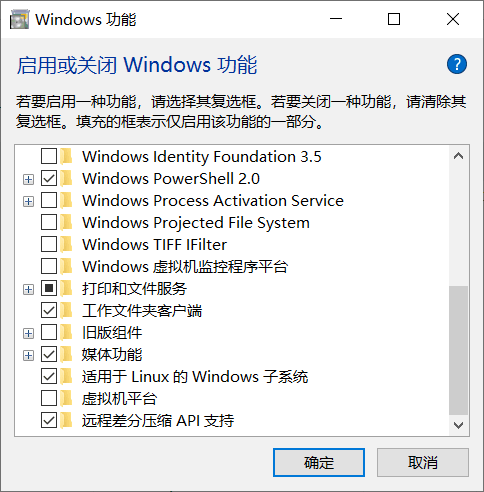 Windows 功能
启用或关闭 Windows 功能
?
若要启用一种功能，请选择其复选框。若要关闭一种功能，请清除其
复选框。填充的框表示仅启用该功能的一部分。
Windows Identity Foundation 3.5
Windows PowerShell 2.0
Windows Process Activation Service
Windows Projected File System
Windows TIFF IFilter
Windows 虚拟机监控程序平台
打印和文件服务
工作文件夹客户端
旧版组件
媒体功能
适用于 Linux 的 Windows 子系统
虚拟机平台
远程差分压缩 API 支持
确定
取消